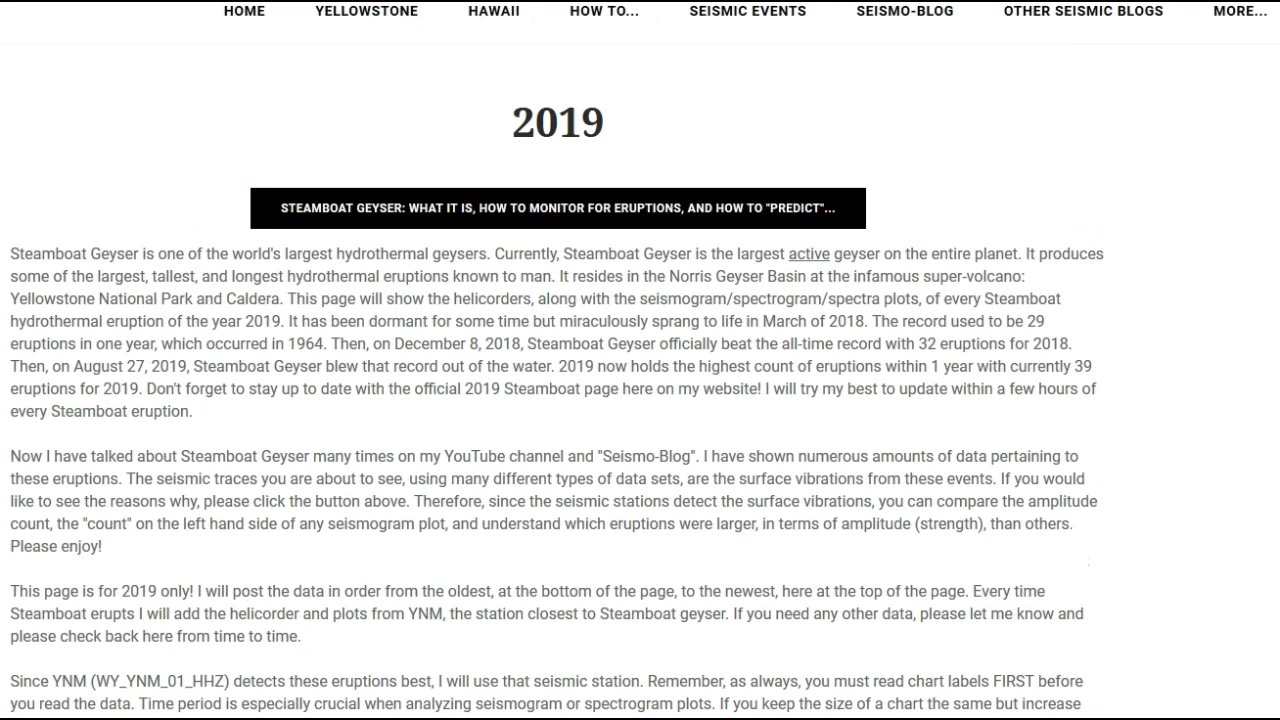 HOME YELLOWSTONE HAWAII HOW TO... SEISMIC EVENTS SEISMO-BLOG OTHER SEISMIC BLOGS MORE...
2019
STEAMBOAT GEYSER: WHAT IT IS, HOW TO MONITOR FOR ERUPTIONS, AND HOW TO "PREDICT"...
Steamboat Geyser is one of the world's largest hydrothermal geysers. Currently, Steamboat Geyser is the largest active geyser on the entire planet. It produces
some of the largest, tallest, and longest hydrothermal eruptions known to man. It resides in the Norris Geyser Basin at the infamous super-volcano:
Yellowstone National Park and Caldera. This page will show the helicorders, along with the seismogram/spectrogram/spectra plots, of every Steamboat
hydrothermal eruption of the year 2019. It has been dormant for some time but miraculously sprang to life in March of 2018. The record used to be 29
eruptions in one year, which occurred in 1964. Then, on December 8, 2018, Steamboat Geyser officially beat the all-time record with 32 eruptions for 2018.
Then, on August 27, 2019, Steamboat Geyser blew that record out of the water. 2019 now holds the highest count of eruptions within 1 year with currently 39
eruptions for 2019. Don't forget to stay up to date with the official 2019 Steamboat page here on my website! I will try my best to update within a few hours of
every Steamboat eruption.
Now I have talked about Steamboat Geyser many times on my YouTube channel and "Seismo-Blog". I have shown numerous amounts of data pertaining to
these eruptions. The seismic traces you are about to see, using many different types of data sets, are the surface vibrations from these events. If you would
like to see the reasons why, please click the button above. Therefore, since the seismic stations detect the surface vibrations, you can compare the amplitude
count, the "count" on the left hand side of any seismogram plot, and understand which eruptions were larger, in terms of amplitude (strength), than others.
Please enjoy!
This page is for 2019 only! I will post the data in order from the oldest, at the bottom of the page, to the newest, here at the top of the page. Every time
Steamboat erupts I will add the helicorder and plots from YNM, the station closest to Steamboat geyser. If you need any other data, please let me know and
please check back here from time to time.
Since YNM (WY_YNM_01_HHZ) detects these eruptions best, I will use that seismic station. Remember, as always, you must read chart labels FIRST before
you read the data. Time period is especially crucial when analyzing seismogram or spectrogram plots. If you keep the size of a chart the same but increase